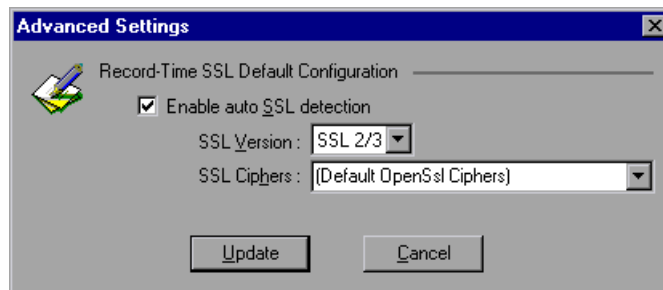 Advanced Settings
Record-Time SSL Default Configuration
Enable auto SSL detection
SSL Version : SSL 2/3
SSL Ciphers : (Default OpenSsl Ciphers)
Update Cancel